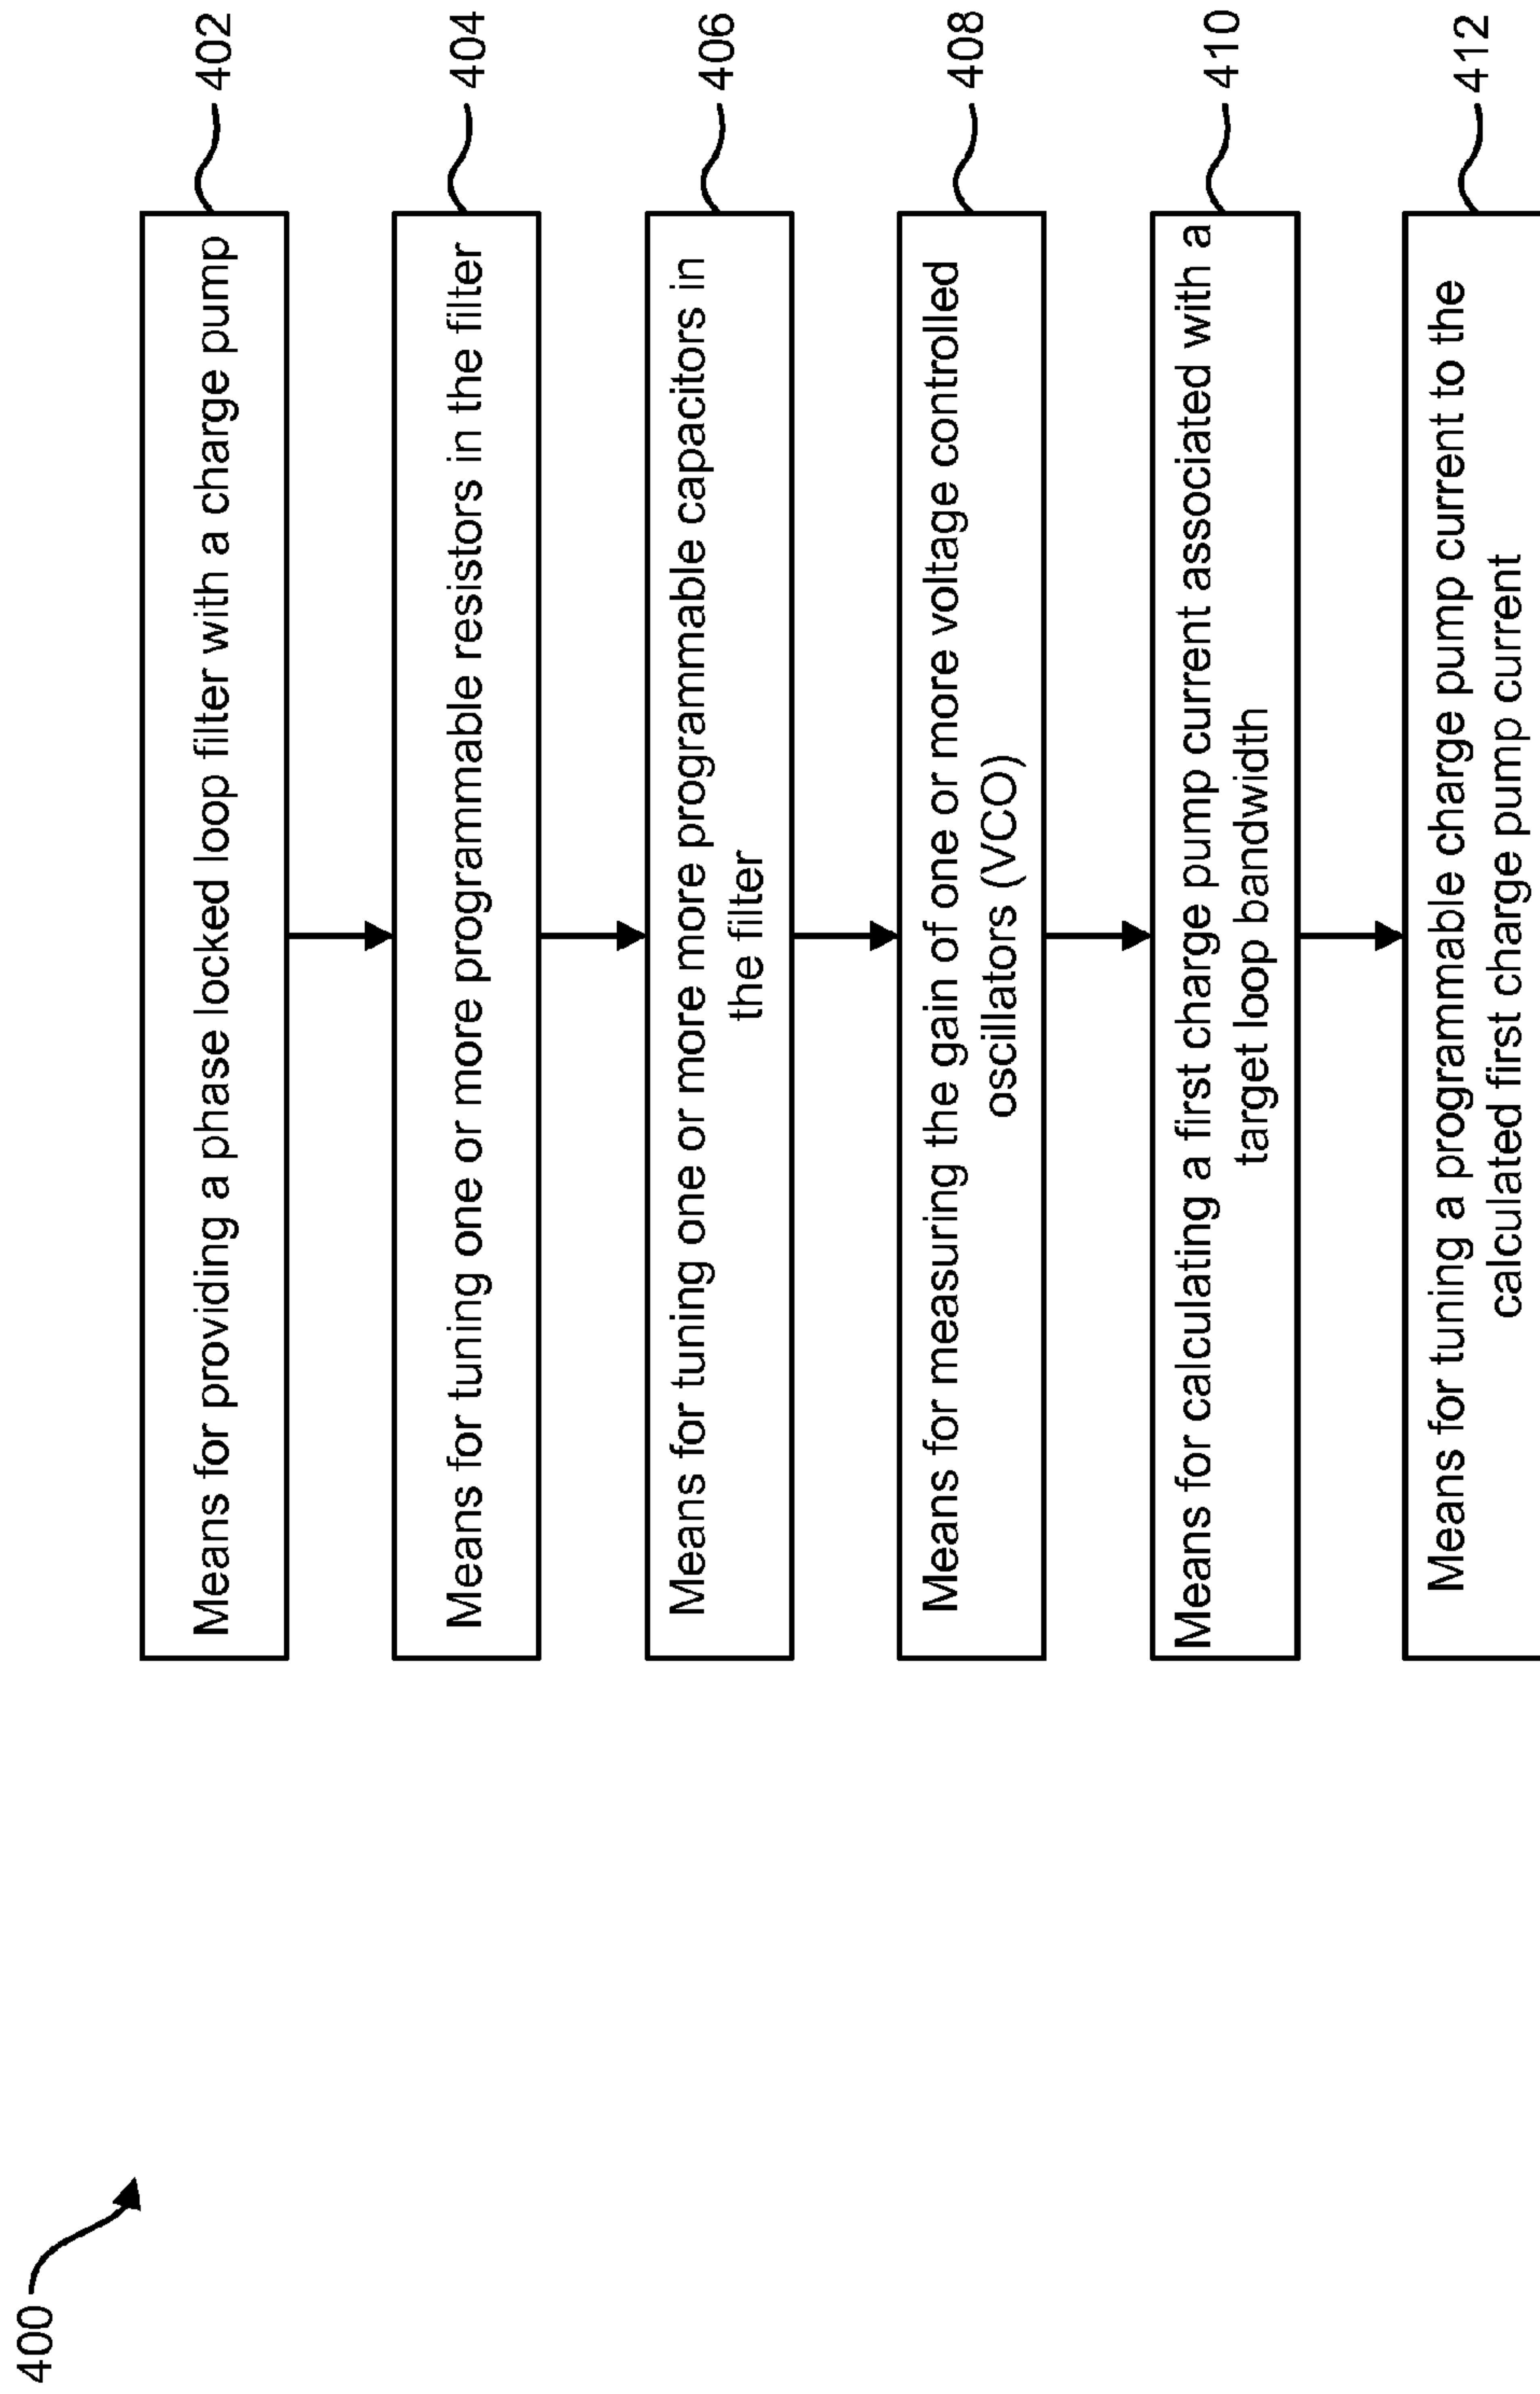 400
Means for providing a phase locked loop filter with a charge pump
402
Means for tuning one or more programmable resistors in the filter
404
Means for tuning one or more programmable capacitors in
the filter
406
Means for measuring the gain of one or more voltage controlled
oscillators (VCO)
408
Means for calculating a first charge pump current associated with a
target loop bandwidth
410
Means for tuning a programmable charge pump current to the
calculated first charge pump current
412